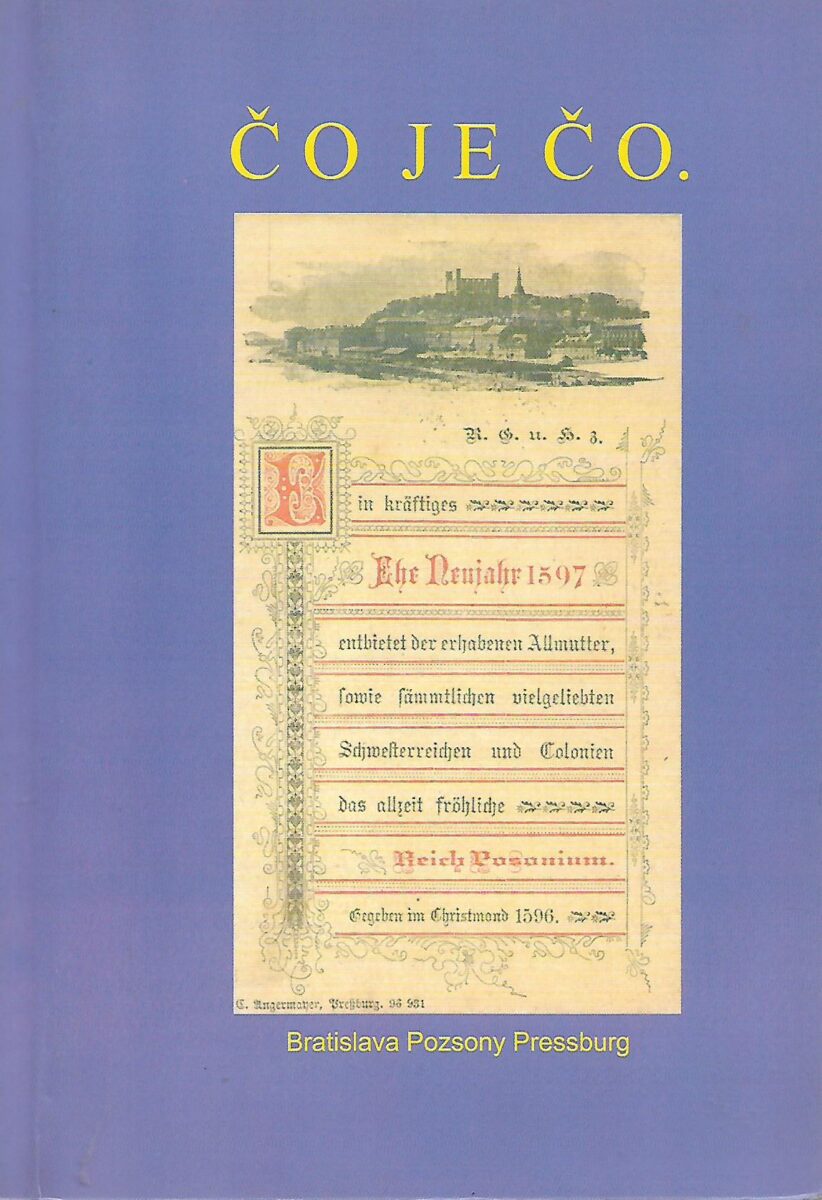 ČO JE ČO.
R. G. u. H. z.
Ein kräftiges
Ehe Neujahr 1597
entbietet der erhabenen Allmutter,
sowie sämmtlichen vielgeliebten
Schwesterreichen und Colonien
das allzeit fröhliche
Reich Posonium.
Gegeben im Christmond 1596.
C. Angermayer, Preßburg. 96 931
Bratislava Pozsony Pressburg